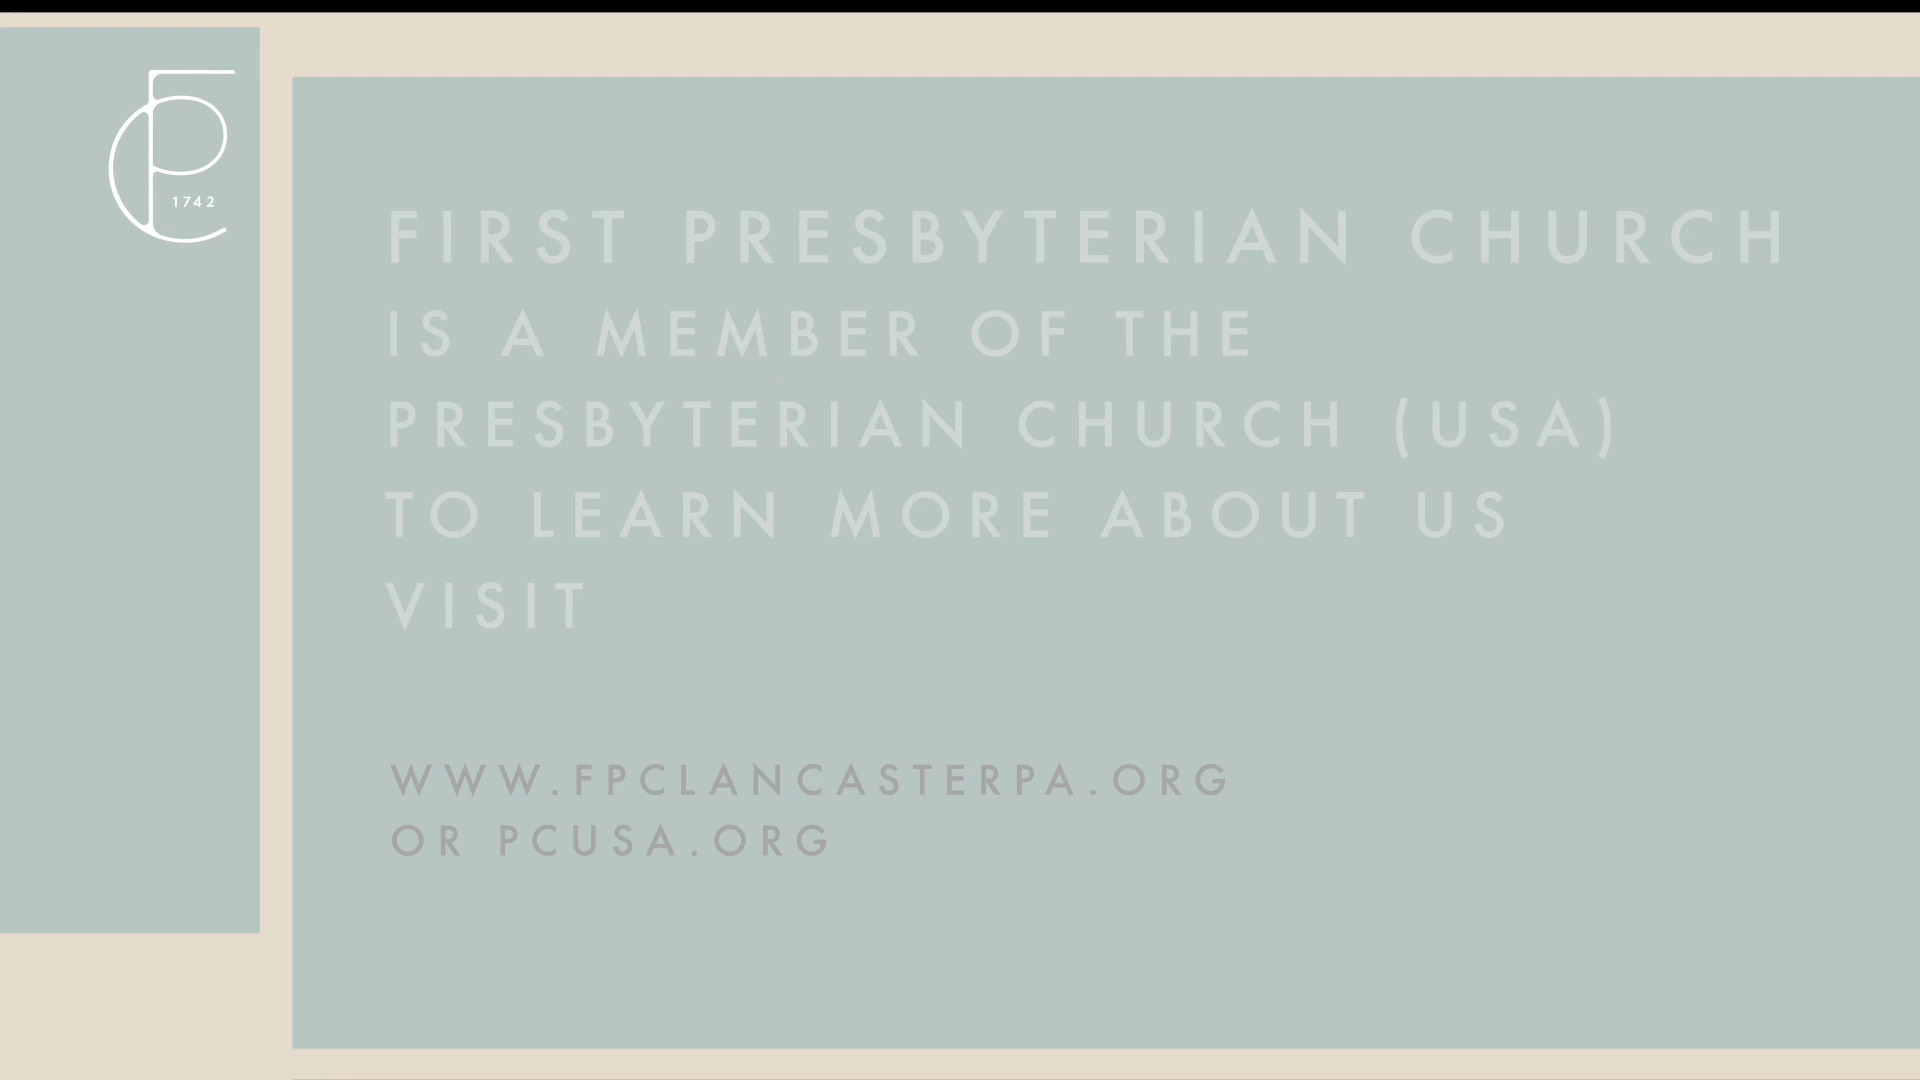 FPC
1742
FIRST PRESBYTERIAN CHURCH
IS A MEMBER OF THE
PRESBYTERIAN CHURCH (USA)
TO LEARN MORE ABOUT US
VISIT
WWW.FPCLANCASTERPA.ORG
OR PCUSA.ORG